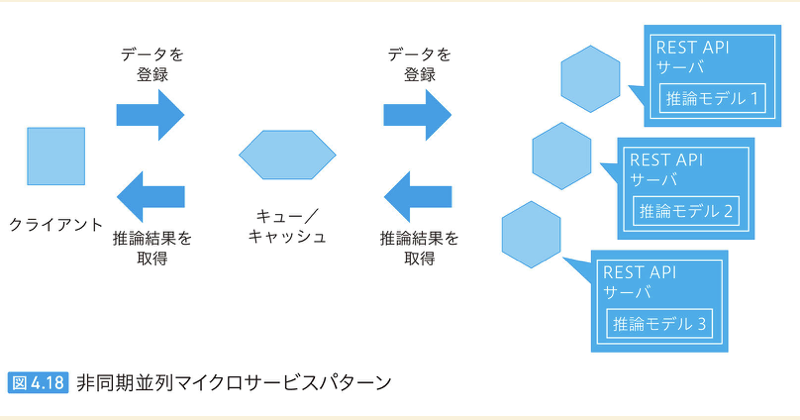 データを
登録
データを
登録
REST API
サーバ
推論モデル 1
REST API
サーバ
推論モデル 2
クライアント
キュー／
キャッシュ
推論結果を
取得
推論結果を
取得
REST API
サーバ
推論モデル 3
図 4.18 非同期並列マイクロサービスパターン